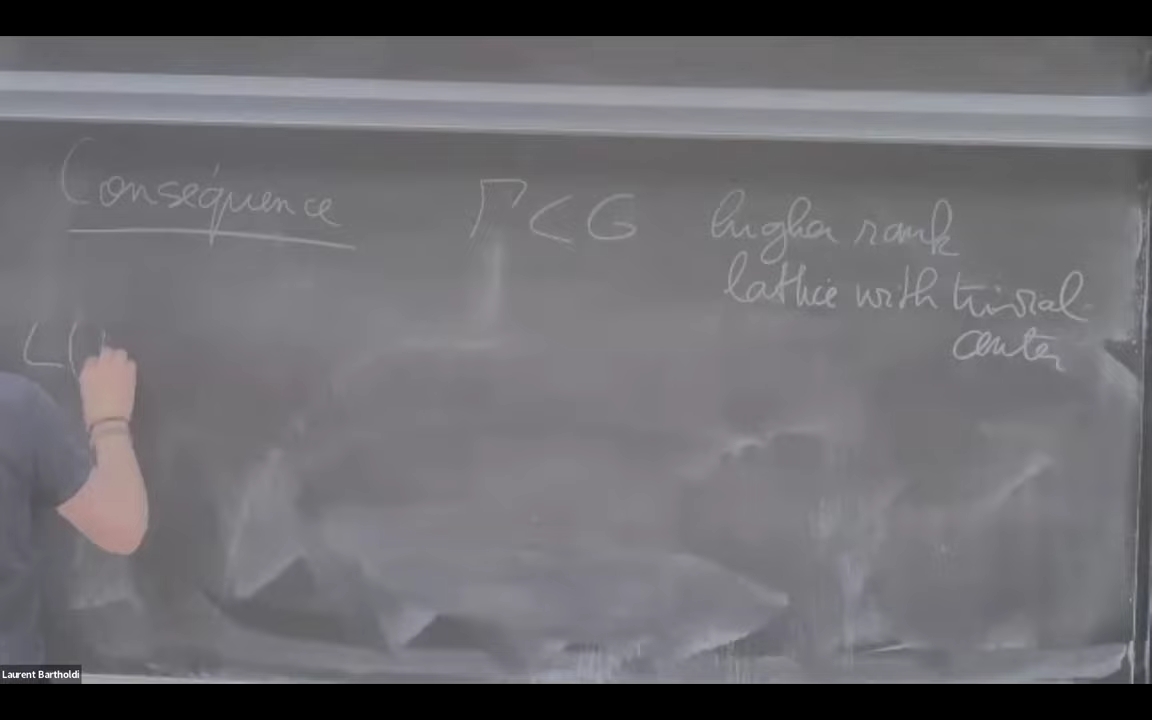 Conséquence Γ < G higher rank
lattice with trivial
center
L(
Laurent Bartholdi